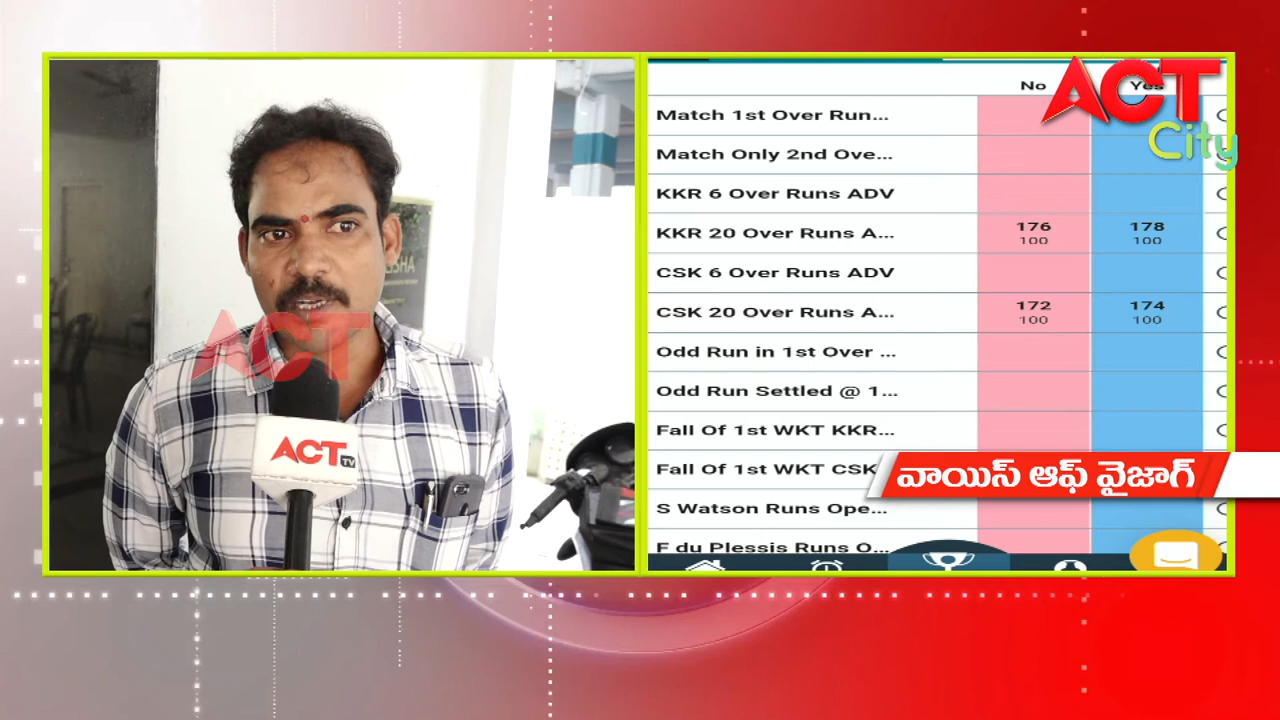 No Yes
Match 1st Over Run...
Match Only 2nd Ove...
KKR 6 Over Runs ADV
KKR 20 Over Runs A... 176 178
100 100
CSK 6 Over Runs ADV
CSK 20 Over Runs A... 172 174
100 100
Odd Run in 1st Over ...
Odd Run Settled @ 1...
Fall Of 1st WKT KKR...
Fall Of 1st WKT CSK
S Watson Runs Ope...
F du Plessis Runs O...
ACT
City
ACT
ACT TV
వాయిస్ ఆఫ్ వైజాగ్